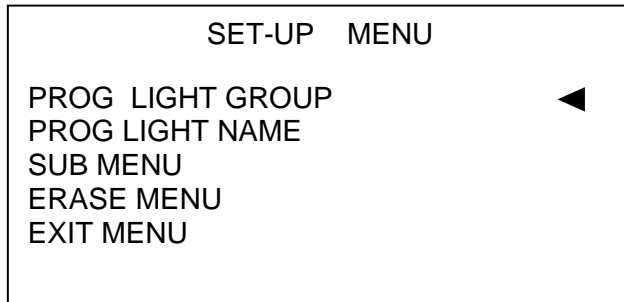 SET-UP MENU
PROG LIGHT GROUP
PROG LIGHT NAME
SUB MENU
ERASE MENU
EXIT MENU